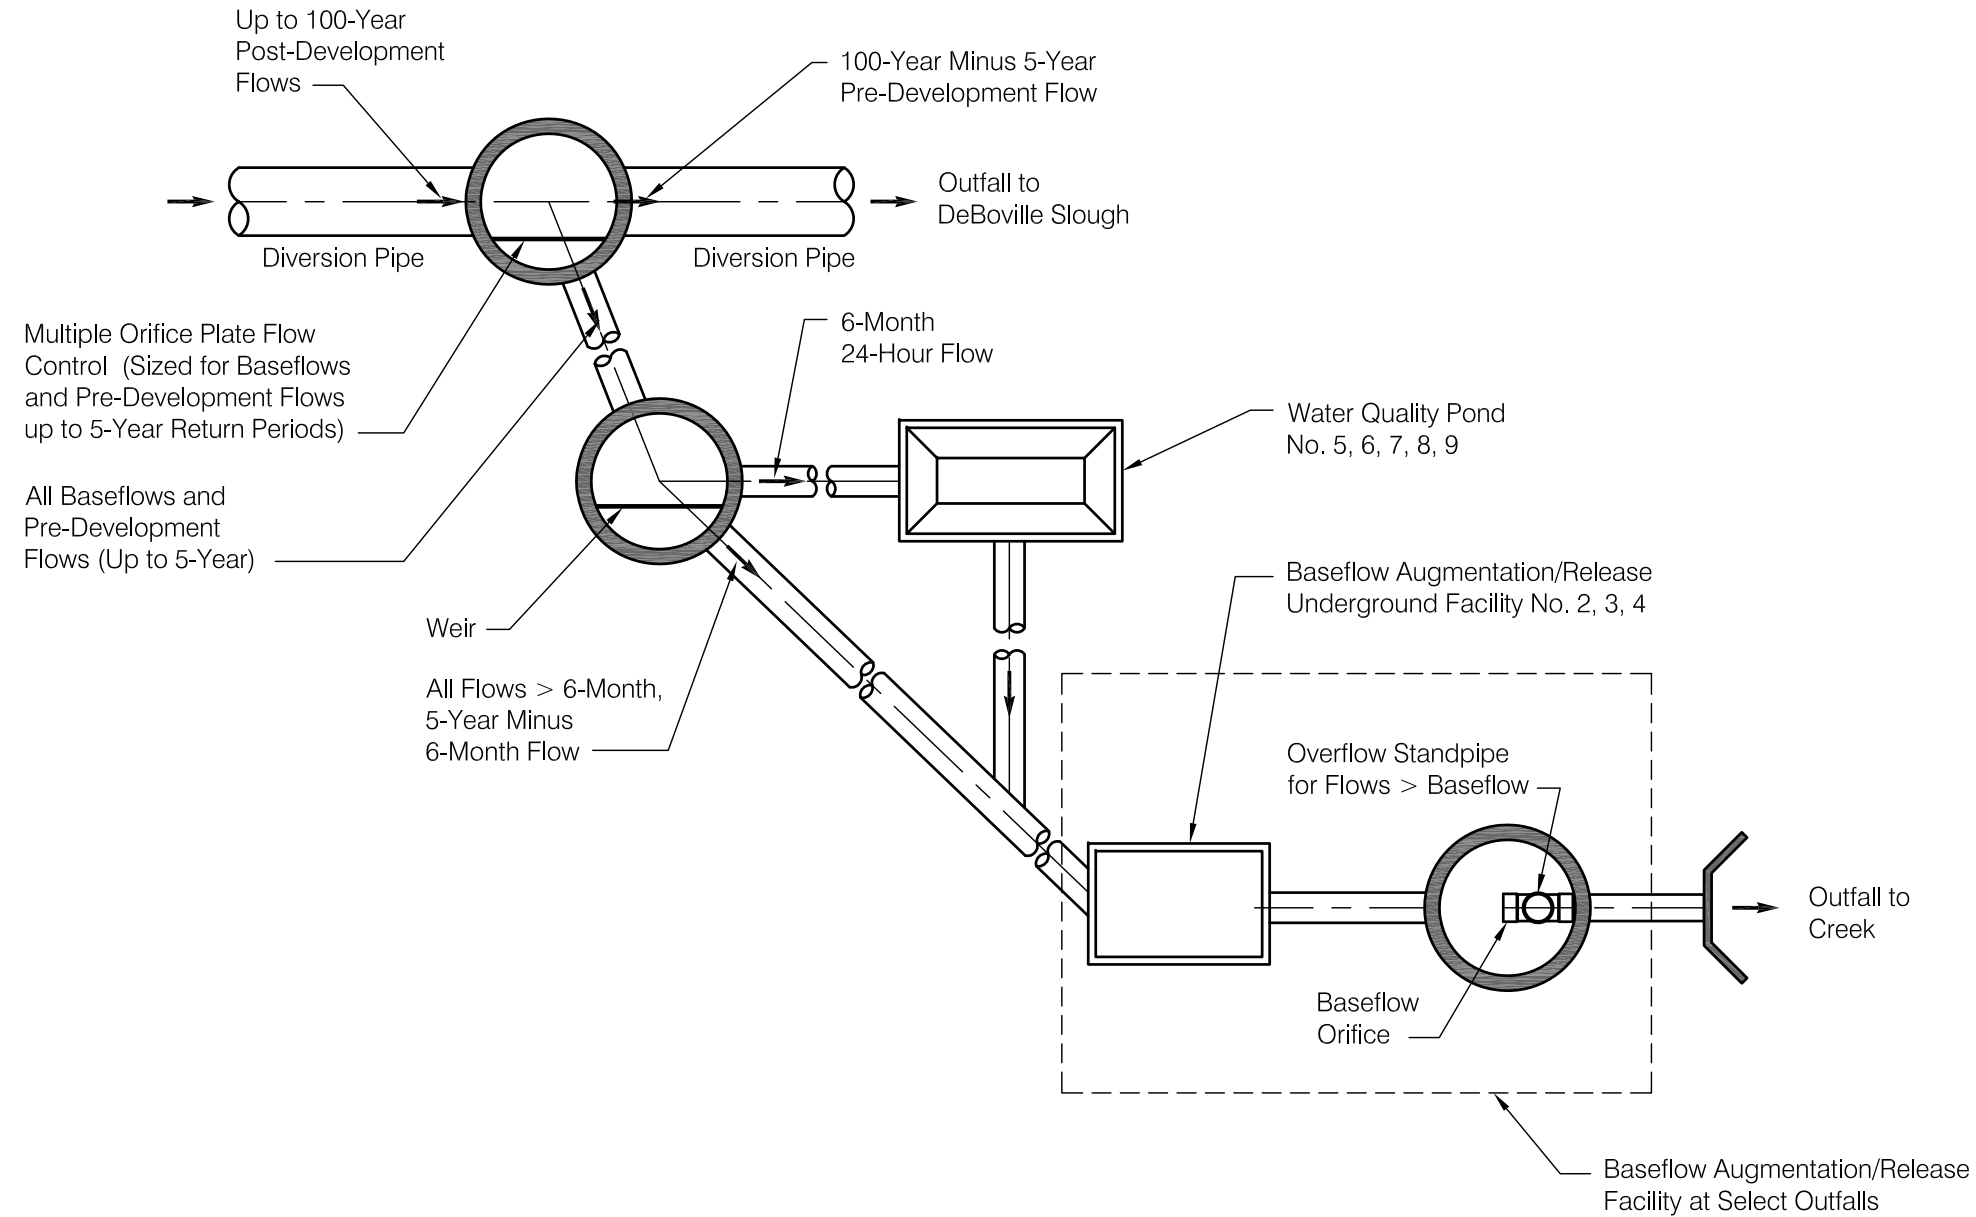 Up to 100-Year
Post-Development
Flows
100-Year Minus 5-Year
Pre-Development Flow
Outfall to
DeBoville Slough
Diversion Pipe
Diversion Pipe
Multiple Orifice Plate Flow
Control (Sized for Baseflows
and Pre-Development Flows
up to 5-Year Return Periods)
6-Month
24-Hour Flow
Water Quality Pond
No. 5, 6, 7, 8, 9
All Baseflows and
Pre-Development
Flows (Up to 5-Year)
Baseflow Augmentation/Release
Underground Facility No. 2, 3, 4
Weir
All Flows > 6-Month,
5-Year Minus
6-Month Flow
Overflow Standpipe
for Flows > Baseflow
Outfall to
Creek
Baseflow
Orifice
Baseflow Augmentation/Release
Facility at Select Outfalls